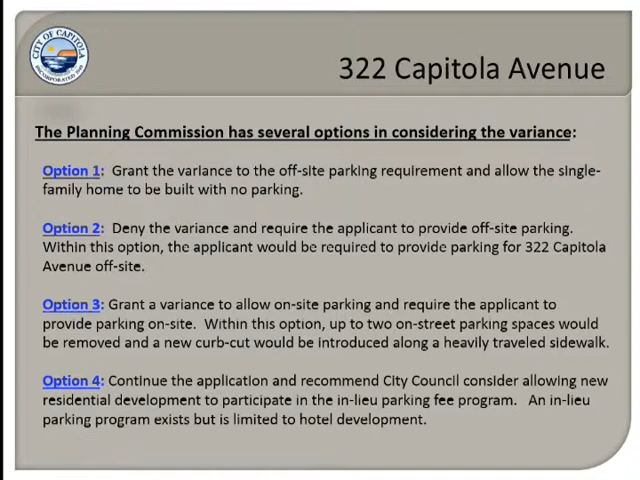 CITY OF CAPITOLA
INCORPORATED 1949
322 Capitola Avenue
The Planning Commission has several options in considering the variance:
Option 1: Grant the variance to the off-site parking requirement and allow the single-
family home to be built with no parking.
Option 2: Deny the variance and require the applicant to provide off-site parking.
Within this option, the applicant would be required to provide parking for 322 Capitola
Avenue off-site.
Option 3: Grant a variance to allow on-site parking and require the applicant to
provide parking on-site. Within this option, up to two on-street parking spaces would
be removed and a new curb-cut would be introduced along a heavily traveled sidewalk.
Option 4: Continue the application and recommend City Council consider allowing new
residential development to participate in the in-lieu parking fee program. An in-lieu
parking program exists but is limited to hotel development.